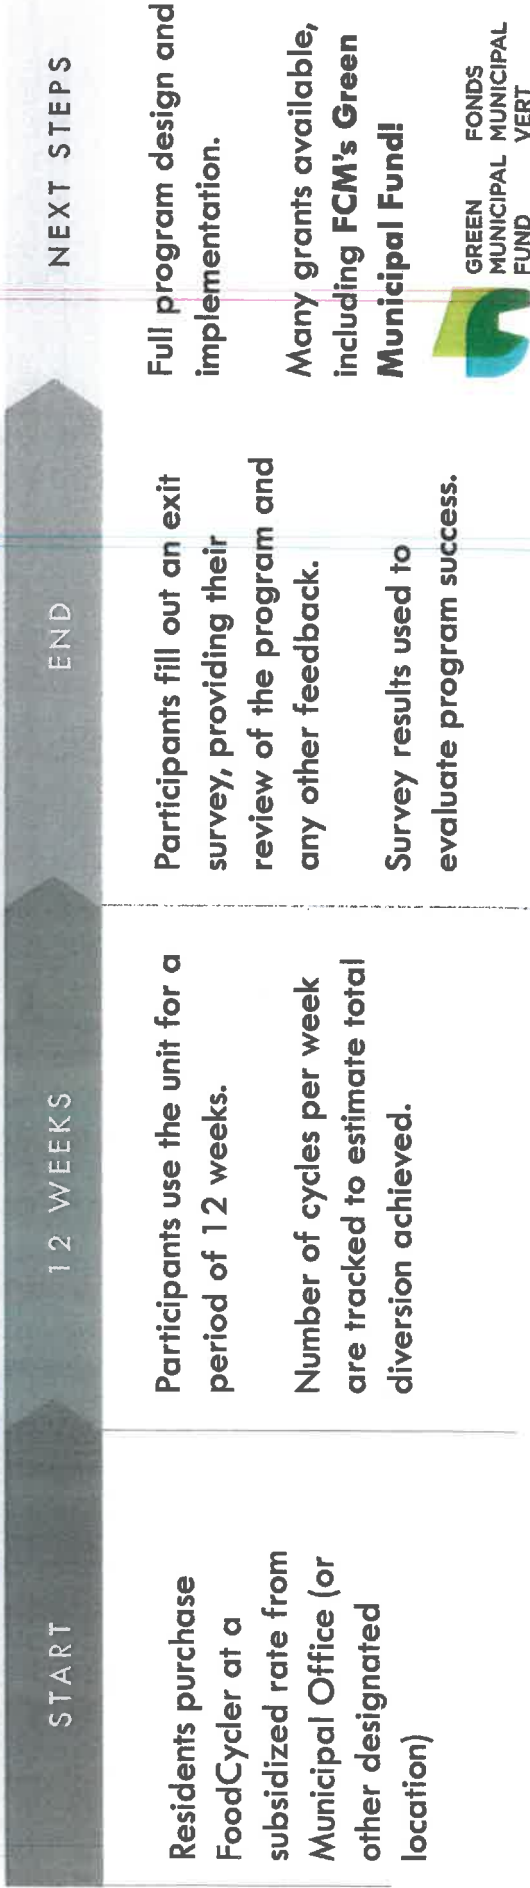 START
Residents purchase
FoodCycler at a
subsidized rate from
Municipal Office (or
other designated
location)
12 WEEKS
Participants use the unit for a
period of 12 weeks.
Number of cycles per week
are tracked to estimate total
diversion achieved.
END
Participants fill out an exit
survey, providing their
review of the program and
any other feedback.
Survey results used to
evaluate program success.
NEXT STEPS
Full program design and
implementation.
Many grants available,
including FCM's Green
Municipal Fund!
GREEN
MUNICIPAL
FUND
FONDS
MUNICIPAL
VERT